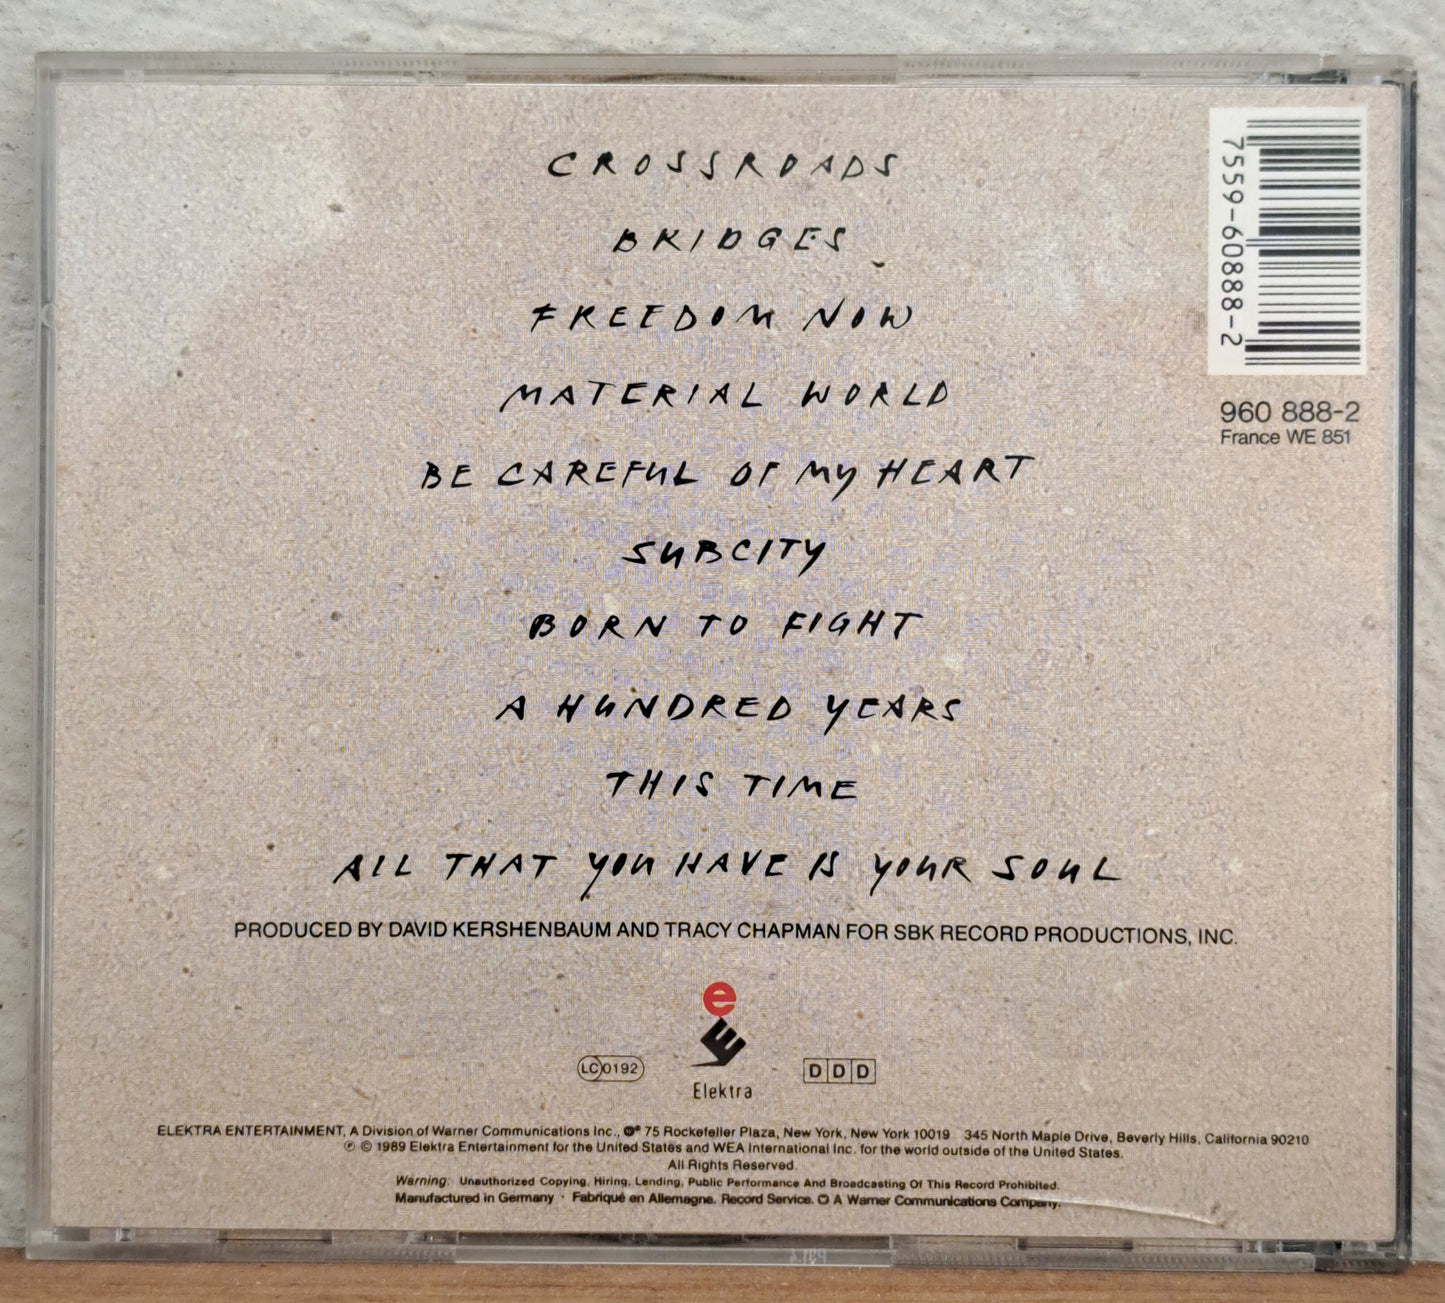 CROSSROADS
BRIDGES
FREEDOM NOW
MATERIAL WORLD
BE CAREFUL OF MY HEART
SUBCITY
BORN TO FIGHT
A HUNDRED YEARS
THIS TIME
ALL THAT YOU HAVE IS YOUR SOUL
7559-60888-2
960 888-2
France WE 851
PRODUCED BY DAVID KERSHENBAUM AND TRACY CHAPMAN FOR SBK RECORD PRODUCTIONS, INC.
e
E
LC 0192
Elektra
DDD
ELEKTRA ENTERTAINMENT, A Division of Warner Communications Inc., ® 75 Rockefeller Plaza, New York, New York 10019 345 North Maple Drive, Beverly Hills, California 90210
℗ © 1989 Elektra Entertainment for the United States and WEA International Inc. for the world outside of the United States.
All Rights Reserved.
Warning: Unauthorized Copying, Hiring, Lending, Public Performance And Broadcasting Of This Record Prohibited.
Manufactured in Germany · Fabriqué en Allemagne. Record Service. A Warner Communications Company.